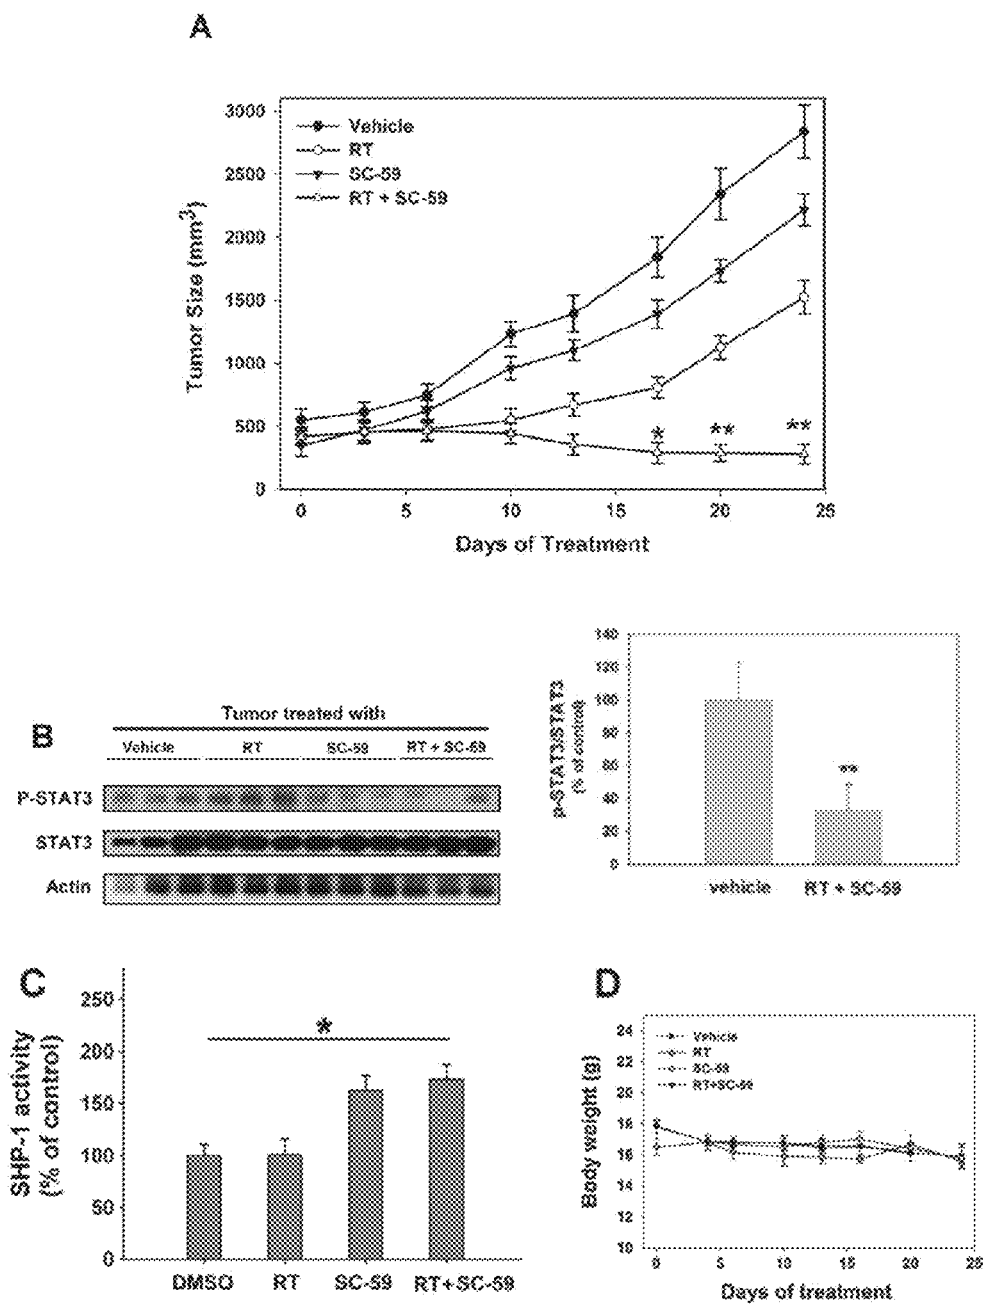 A
3000
2500
2000
1500
1000
500
0
Tumor Size (mm3)
Vehicle
RT
SC-59
RT + SC-59
* ** **
0 5 10 15 20 25
Days of Treatment
B
Tumor treated with
Vehicle RT SC-59 RT + SC-59
P-STAT3
STAT3
Actin
140
120
100
80
60
40
20
0
p-STAT3/STAT3
(% of control)
**
vehicle RT + SC-59
C
250
200
150
100
50
0
SHP-1 activity
(% of control)
*
DMSO RT SC-59 RT+SC-59
D
24
22
20
18
16
14
12
10
Body weight (g)
Vehicle
RT
SC-59
RT+SC-59
0 5 10 15 20 25
Days of treatment